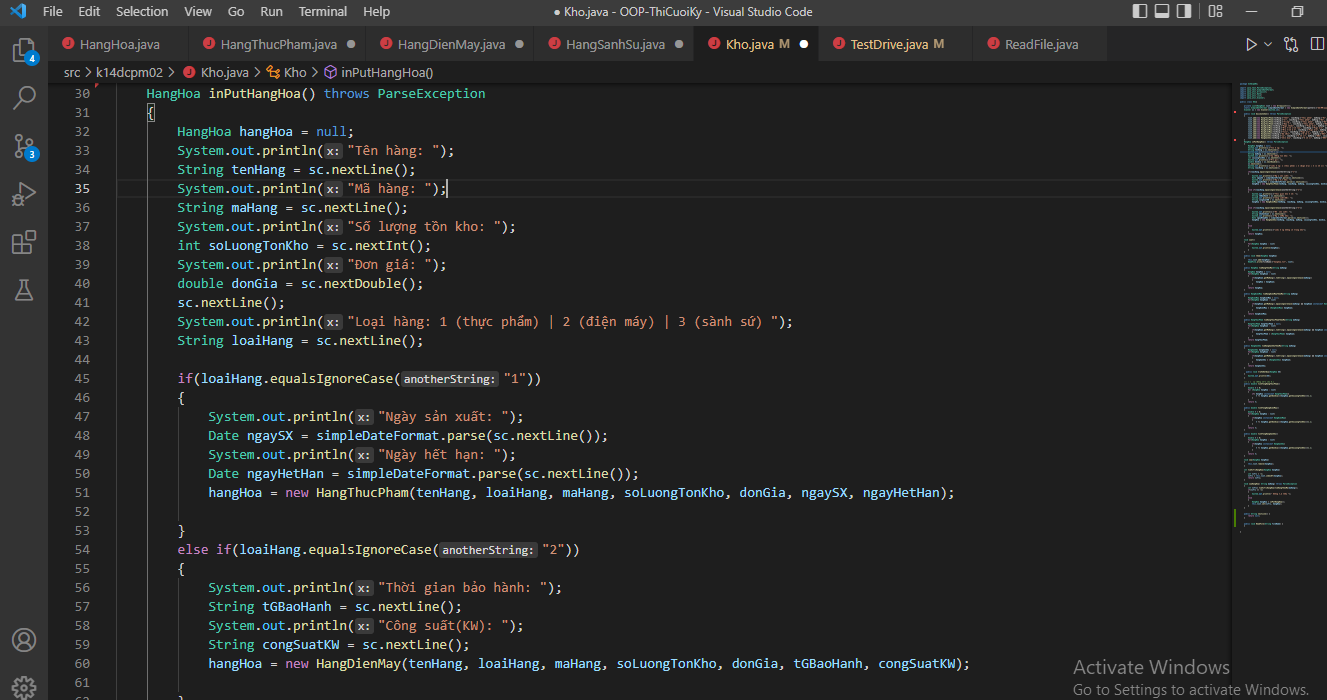 File Edit Selection View Go Run Terminal Help ● Kho.java - OOP-ThiCuoiKy - Visual Studio Code
HangHoa.java HangThucPham.java ● HangDienMay.java ● HangSanhSu.java ● Kho.java M ● TestDrive.java M ReadFile.java
src > k14dcpm02 > Kho.java > Kho > inPutHangHoa()
30 HangHoa inPutHangHoa() throws ParseException
31 {
32 HangHoa hangHoa = null;
33 System.out.println(x: "Tên hàng: ");
34 String tenHang = sc.nextLine();
35 System.out.println(x: "Mã hàng: ");
36 String maHang = sc.nextLine();
37 System.out.println(x: "Số lượng tồn kho: ");
38 int soLuongTonKho = sc.nextInt();
39 System.out.println(x: "Đơn giá: ");
40 double donGia = sc.nextDouble();
41 sc.nextLine();
42 System.out.println(x: "Loại hàng: 1 (thực phẩm) | 2 (điện máy) | 3 (sành sứ) ");
43 String loaiHang = sc.nextLine();
44
45 if(loaiHang.equalsIgnoreCase(anotherString: "1"))
46 {
47 System.out.println(x: "Ngày sản xuất: ");
48 Date ngaySX = simpleDateFormat.parse(sc.nextLine());
49 System.out.println(x: "Ngày hết hạn: ");
50 Date ngayHetHan = simpleDateFormat.parse(sc.nextLine());
51 hangHoa = new HangThucPham(tenHang, loaiHang, maHang, soLuongTonKho, donGia, ngaySX, ngayHetHan);
52
53 }
54 else if(loaiHang.equalsIgnoreCase(anotherString: "2"))
55 {
56 System.out.println(x: "Thời gian bảo hành: ");
57 String tGBaoHanh = sc.nextLine();
58 System.out.println(x: "Công suất(KW): ");
59 String congSuatKW = sc.nextLine();
60 hangHoa = new HangDienMay(tenHang, loaiHang, maHang, soLuongTonKho, donGia, tGBaoHanh, congSuatKW);
61
4
3
Activate Windows
Go to Settings to activate Windows.